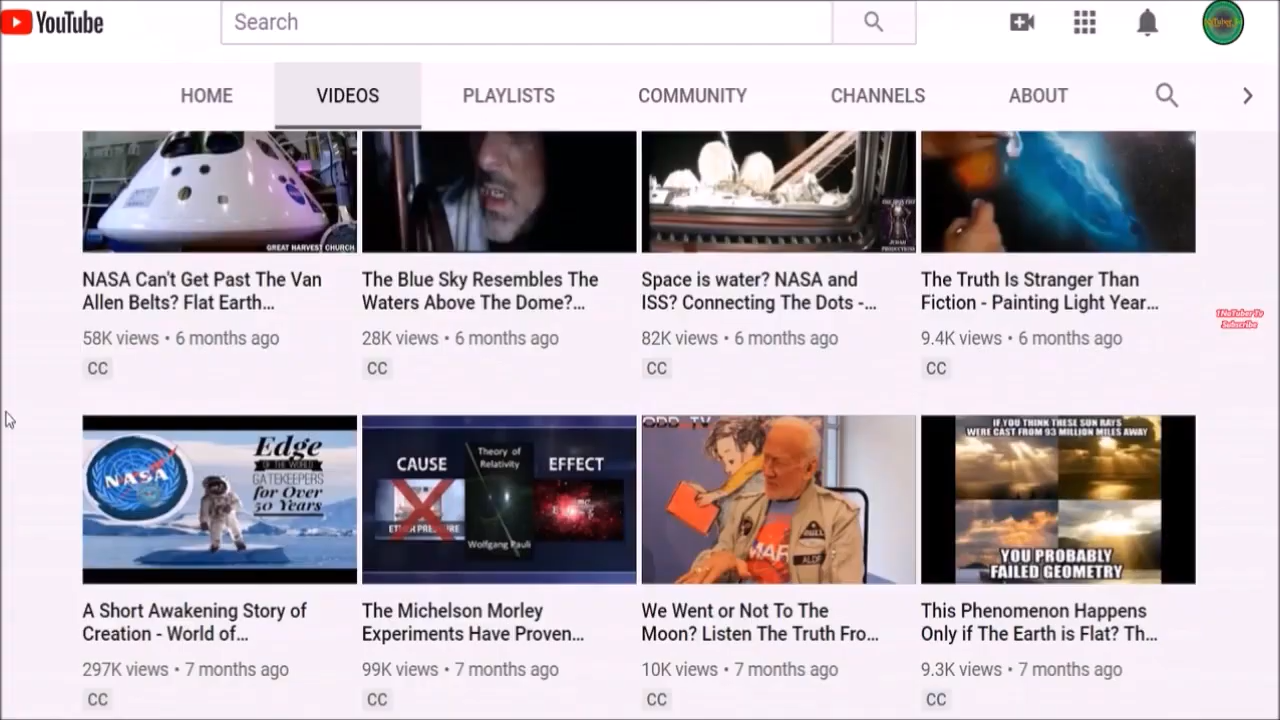 YouTube
Search
HOME VIDEOS PLAYLISTS COMMUNITY CHANNELS ABOUT
GREAT HARVEST CHURCH
NASA Can't Get Past The Van
Allen Belts? Flat Earth...
58K views • 6 months ago
CC
The Blue Sky Resembles The
Waters Above The Dome?...
28K views • 6 months ago
CC
PRODUCTIONS
Space is water? NASA and
ISS? Connecting The Dots -...
82K views • 6 months ago
CC
The Truth Is Stranger Than
Fiction - Painting Light Year...
9.4K views • 6 months ago
CC
1NaTuber To
Subscribe
NASA
Edge
OF THE WORLD
GATEKEEPERS
for Over
50 Years
A Short Awakening Story of
Creation - World of...
297K views • 7 months ago
CC
CAUSE
Theory of
Relativity
EFFECT
Wolfgang Pauli
The Michelson Morley
Experiments Have Proven...
99K views • 7 months ago
CC
ODD TV
MAR
We Went or Not To The
Moon? Listen The Truth Fro...
10K views • 7 months ago
CC
IF YOU THINK THESE SUN RAYS
WERE CAST FROM 93 MILLION MILES AWAY
YOU PROBABLY
FAILED GEOMETRY
This Phenomenon Happens
Only if The Earth is Flat? Th...
9.3K views • 7 months ago
CC